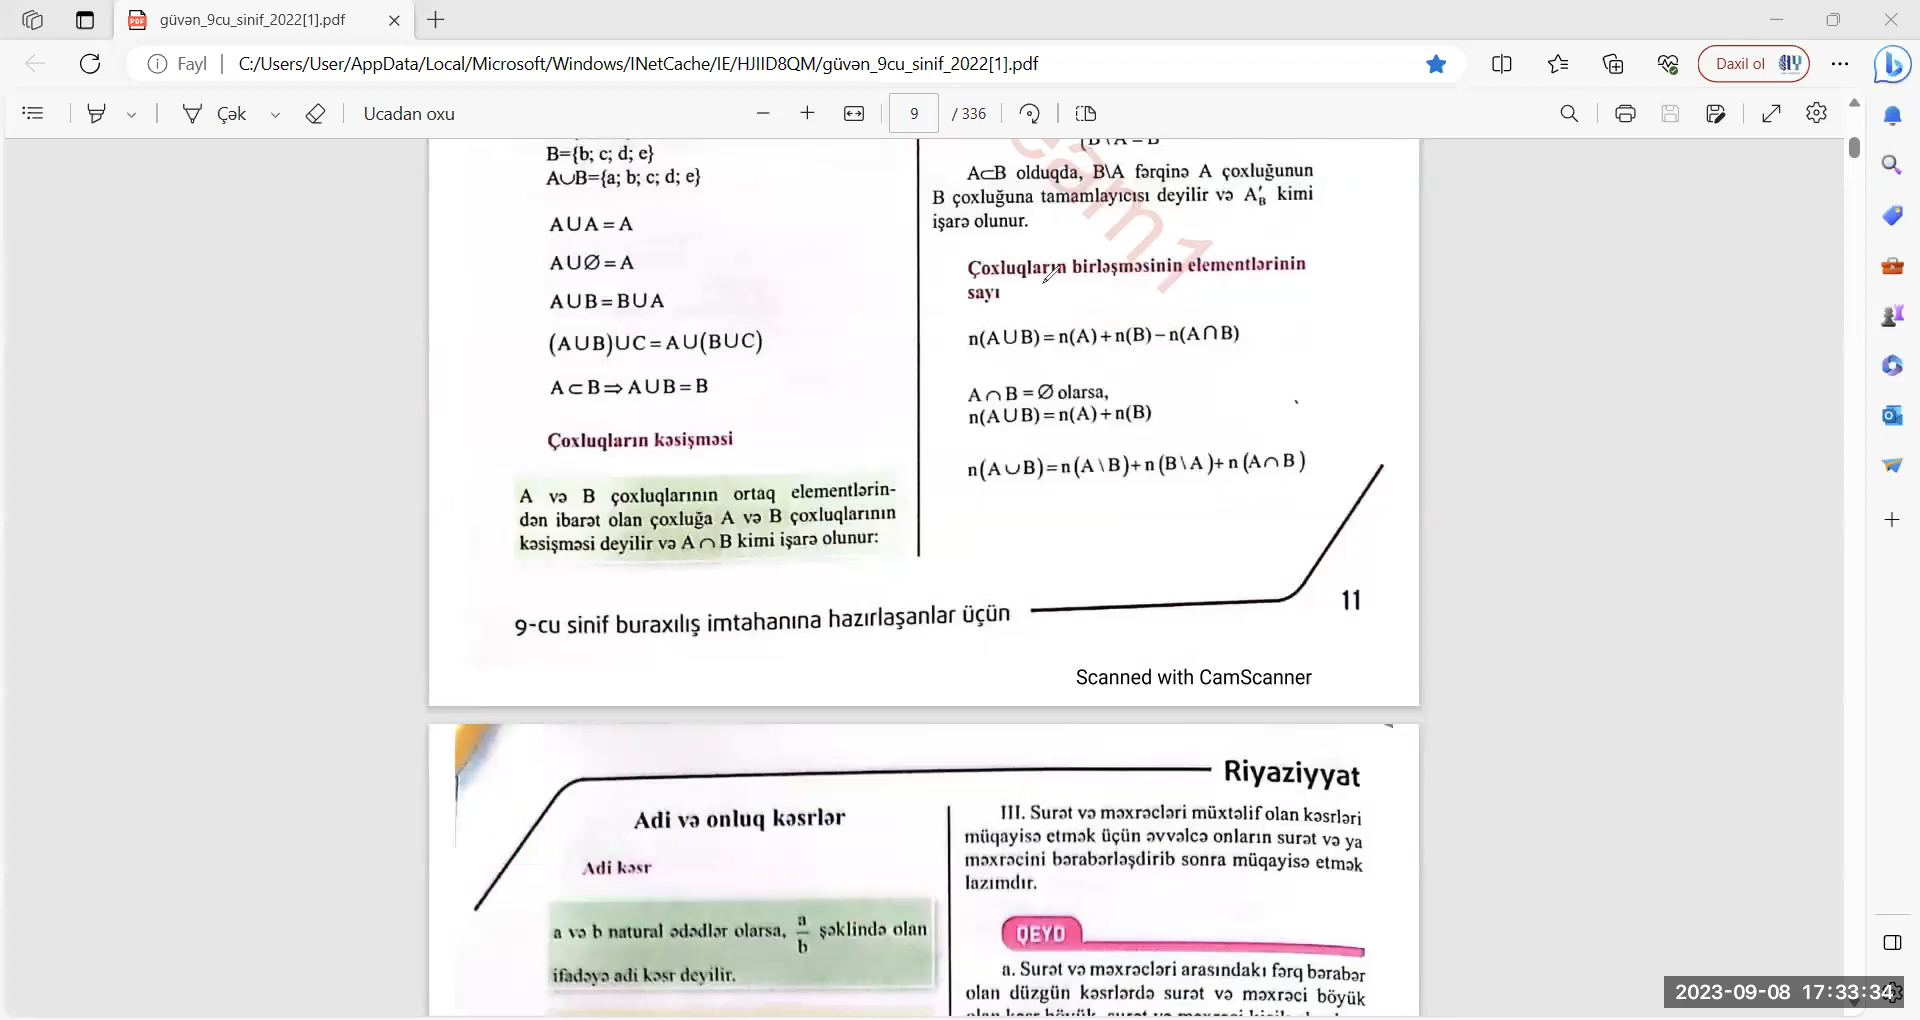 güvən_9cu_sinif_2022[1].pdf
Fayl
C:/Users/User/AppData/Local/Microsoft/Windows/INetCache/IE/HJIID8QM/güvən_9cu_sinif_2022[1].pdf
Daxil ol
Çək
Ucadan oxu
9 / 336
B={b; c; d; e}
A∪B={a; b; c; d; e}
A∪A=A
A∪∅=A
A∪B=B∪A
(A∪B)∪C=A∪(B∪C)
A⊂B⇒A∪B=B
Çoxluqların kəsişməsi
A və B çoxluqlarının ortaq elementlərin-
dən ibarət olan çoxluğa A və B çoxluqlarının
kəsişməsi deyilir və A∩B kimi işarə olunur:
B\A=B
A⊂B olduqda, B\A fərqinə A çoxluğunun
B çoxluğuna tamamlayıcısı deyilir və A′B kimi
işarə olunur.
Çoxluqların birləşməsinin elementlərinin
sayı
n(A∪B)=n(A)+n(B)−n(A∩B)
A∩B=∅ olarsa,
n(A∪B)=n(A)+n(B)
n(A∪B)=n(A\B)+n(B\A)+n(A∩B)
9-cu sinif buraxılış imtahanına hazırlaşanlar üçün
11
Scanned with CamScanner
Riyaziyyat
Adi və onluq kəsrlər
Adi kəsr
a və b natural ədədlər olarsa, a/b şəklində olan
ifadəyə adi kəsr deyilir.
III. Surət və məxrəcləri müxtəlif olan kəsrləri
müqayisə etmək üçün əvvəlcə onların surət və ya
məxrəcini bərabərləşdirib sonra müqayisə etmək
lazımdır.
QEYD
a. Surət və məxrəcləri arasındakı fərq bərabər
olan düzgün kəsrlərdə surət və məxrəci böyük
2023-09-08 17:33:34